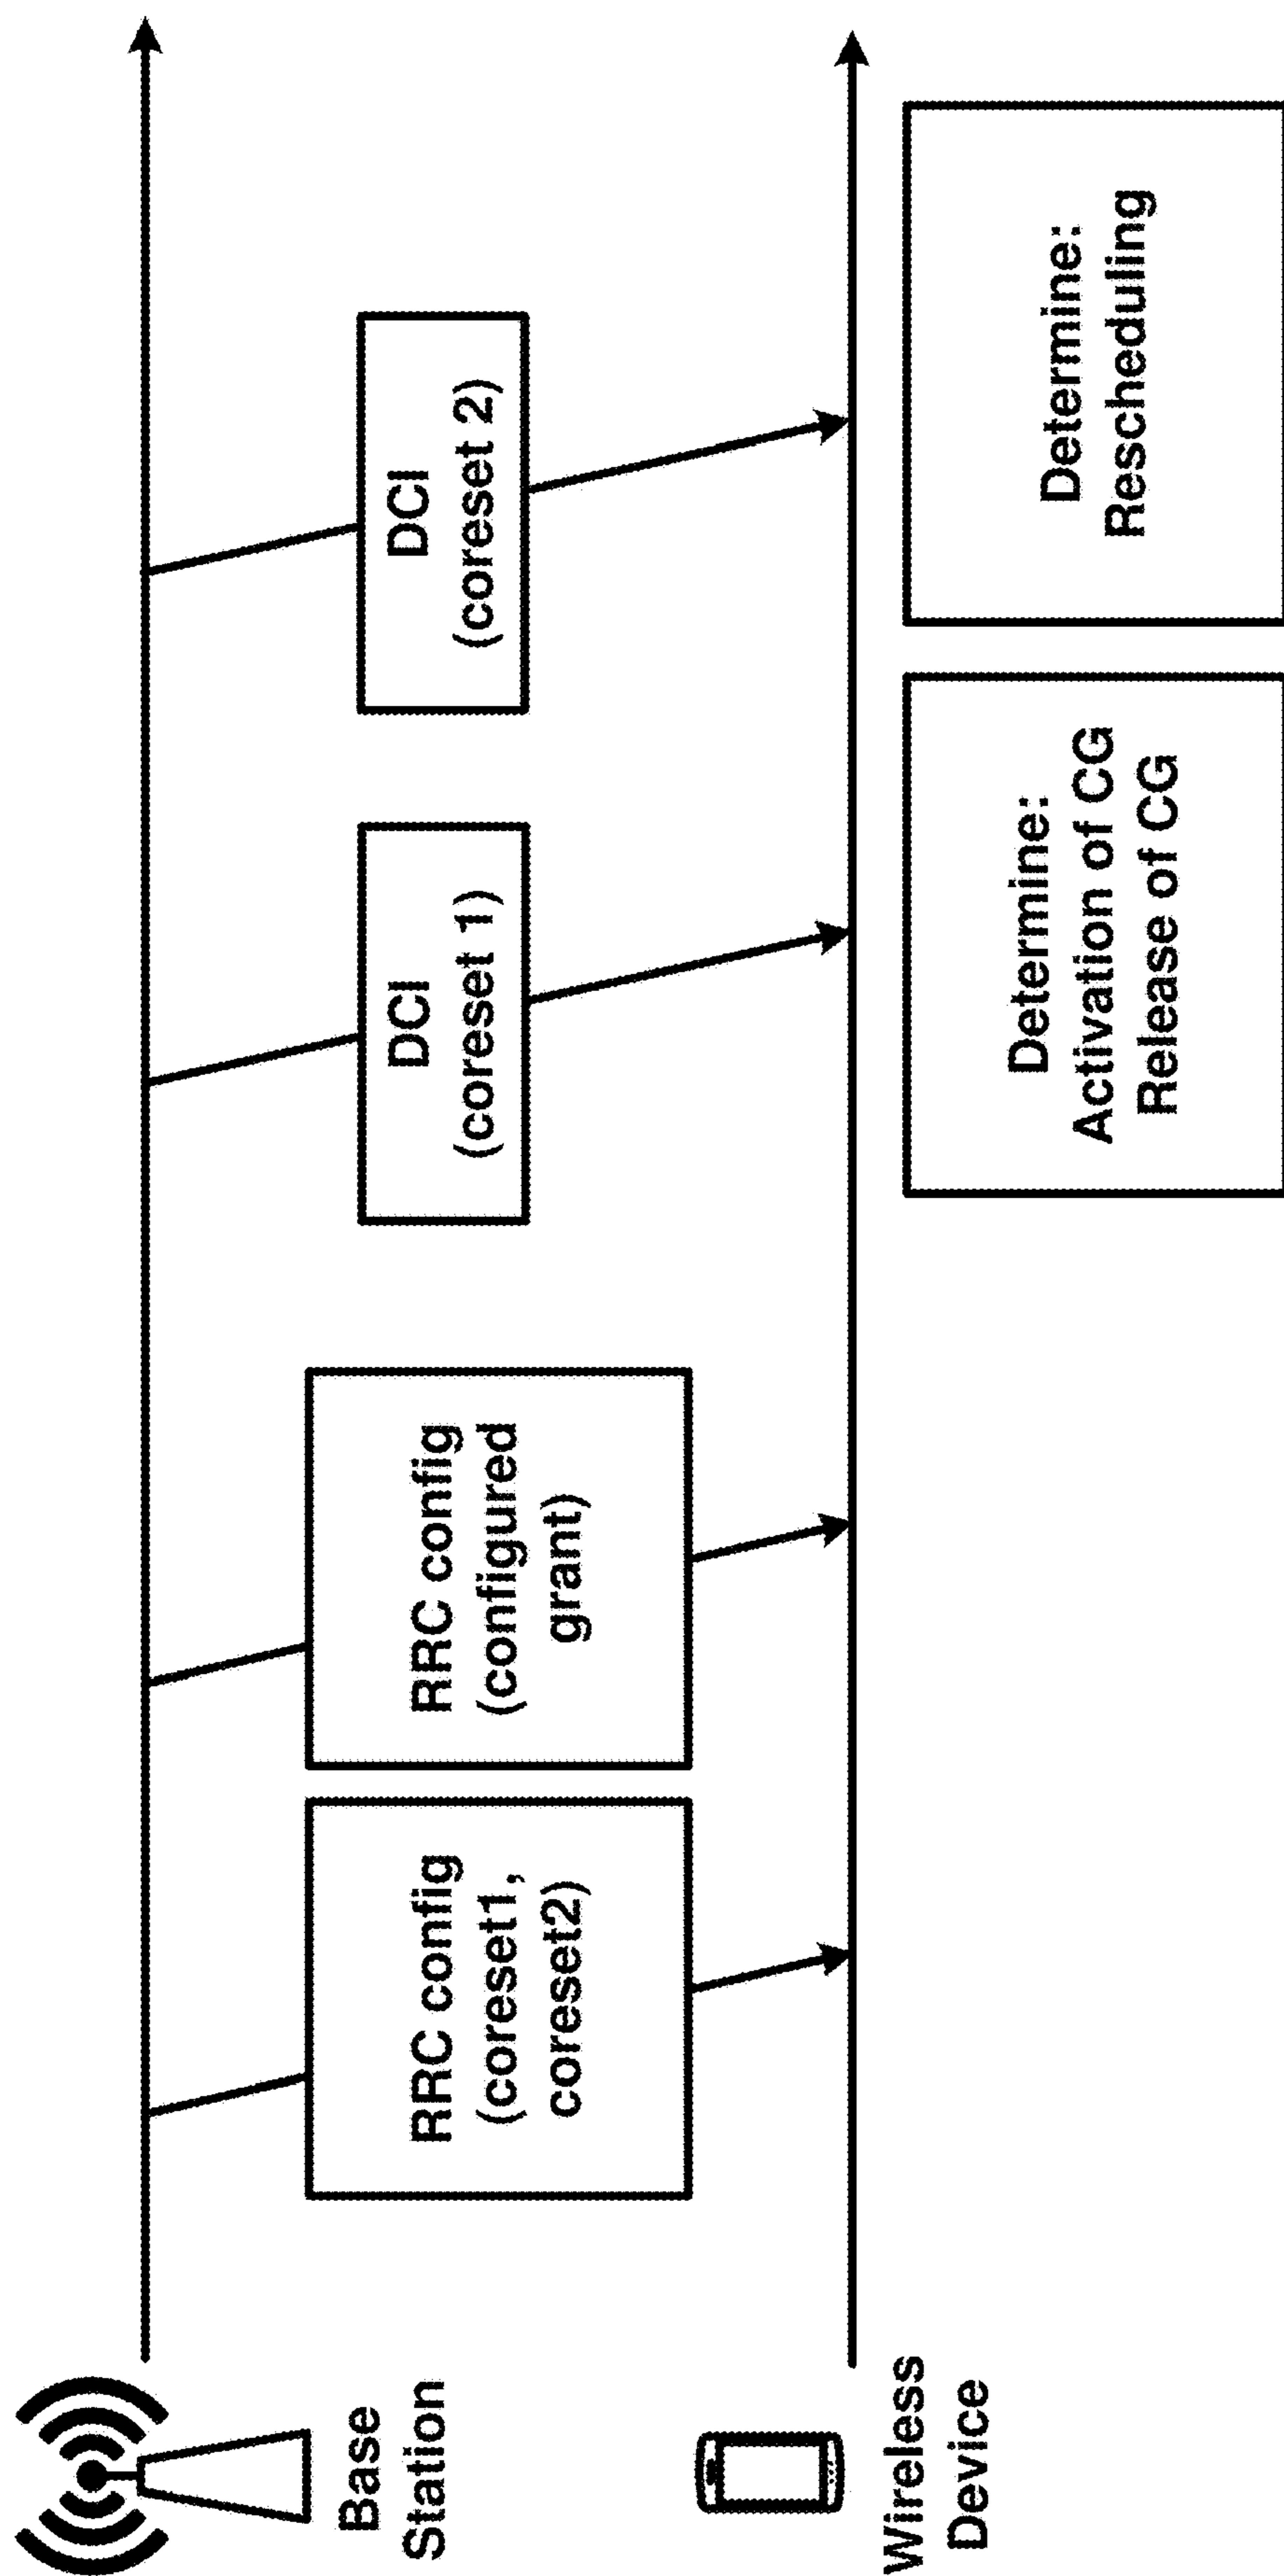 Base
Station
RRC config
(coreset1,
coreset2)
RRC config
(configured
grant)
DCI
(coreset 1)
DCI
(coreset 2)
Wireless
Device
Determine:
Activation of CG
Release of CG
Determine:
Rescheduling